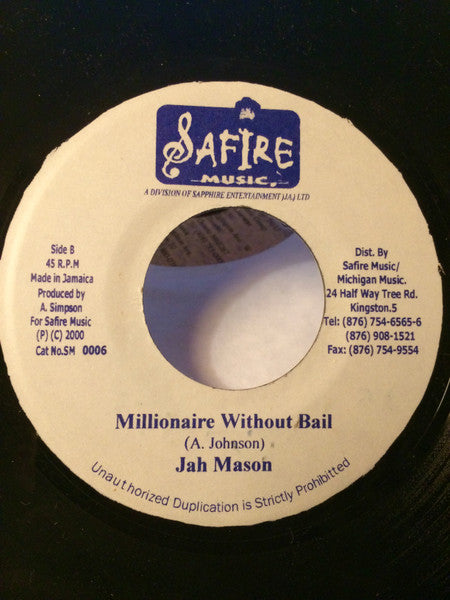 SAFIRE
MUSIC,
A DIVISION OF SAPPHIRE ENTERTAINMENT (JA) LTD
Side B
45 R.P.M
Made in Jamaica
Produced by
A. Simpson
For Safire Music
(P) (C) 2000
Cat No.SM 0006
Dist. By
Safire Music/
Michigan Music.
24 Half Way Tree Rd.
Kingston.5
Tel: (876) 754-6565-6
(876) 908-1521
Fax: (876) 754-9554
Millionaire Without Bail
(A. Johnson)
Jah Mason
Unauthorized Duplication is Strictly Prohibitted